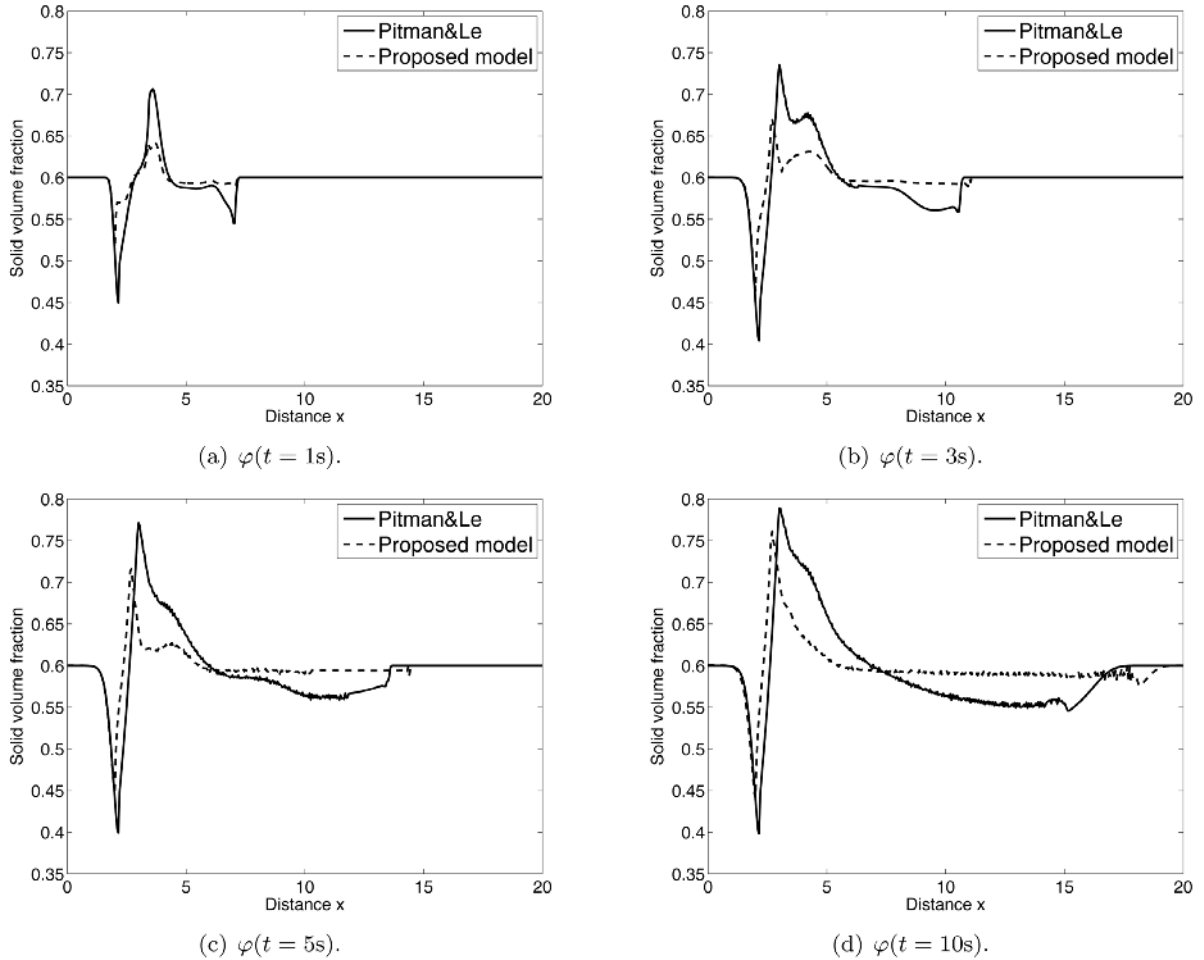 0.8
0.75
0.7
0.65
0.6
0.55
0.5
0.45
0.4
0.35
Solid volume fraction
Pitman&Le
Proposed model
0 5 10 15 20
Distance x
(a) φ(t = 1s).
0.8
0.75
0.7
0.65
0.6
0.55
0.5
0.45
0.4
0.35
Solid volume fraction
Pitman&Le
Proposed model
0 5 10 15 20
Distance x
(b) φ(t = 3s).
0.8
0.75
0.7
0.65
0.6
0.55
0.5
0.45
0.4
0.35
Solid volume fraction
Pitman&Le
Proposed model
0 5 10 15 20
Distance x
(c) φ(t = 5s).
0.8
0.75
0.7
0.65
0.6
0.55
0.5
0.45
0.4
0.35
Solid volume fraction
Pitman&Le
Proposed model
0 5 10 15 20
Distance x
(d) φ(t = 10s).